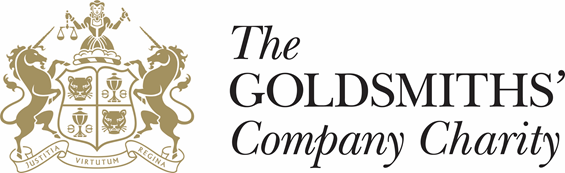 The
GOLDSMITHS’
Company Charity
JUSTITIA VIRTUTUM REGINA